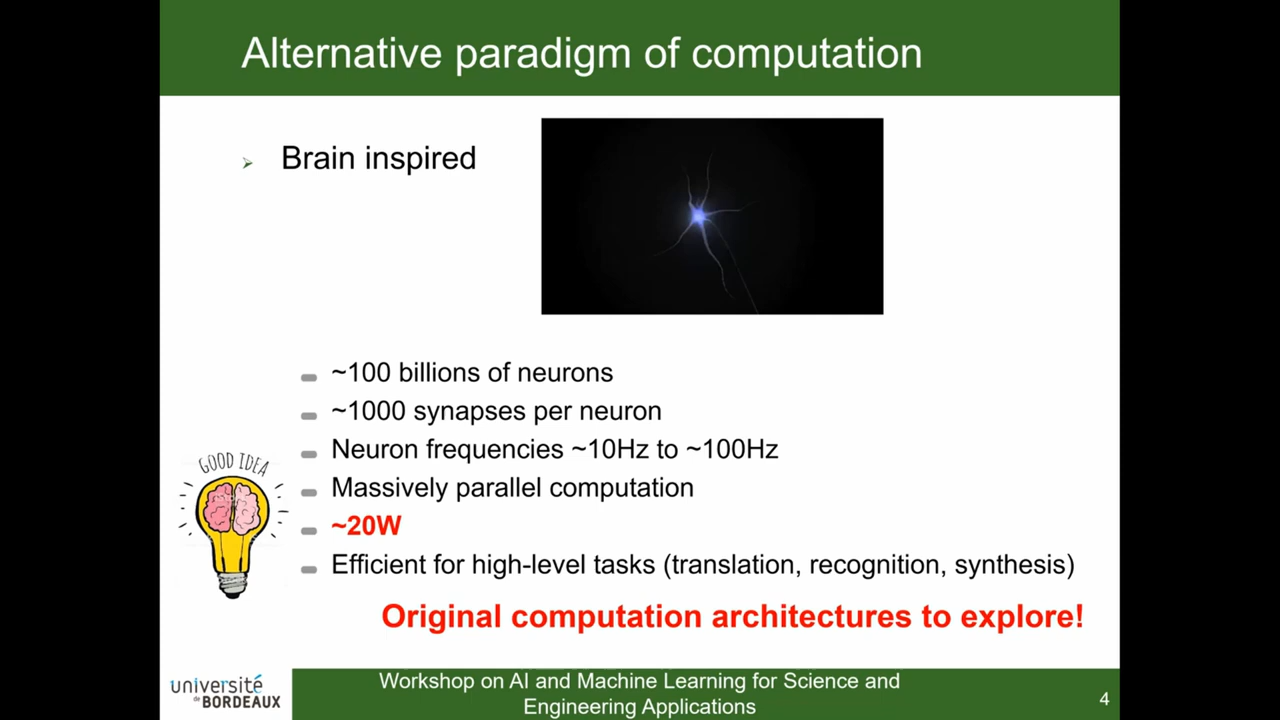 Alternative paradigm of computation
Brain inspired
~100 billions of neurons
~1000 synapses per neuron
Neuron frequencies ~10Hz to ~100Hz
Massively parallel computation
~20W
Efficient for high-level tasks (translation, recognition, synthesis)
GOOD IDEA
Original computation architectures to explore!
université
de BORDEAUX
Workshop on AI and Machine Learning for Science and
Engineering Applications
4